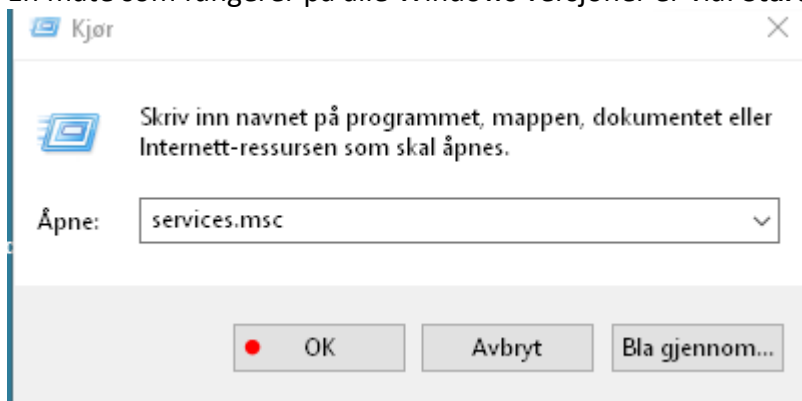 Kjør
Skriv inn navnet på programmet, mappen, dokumentet eller
Internett-ressursen som skal åpnes.
Åpne: services.msc
OK Avbryt Bla gjennom...